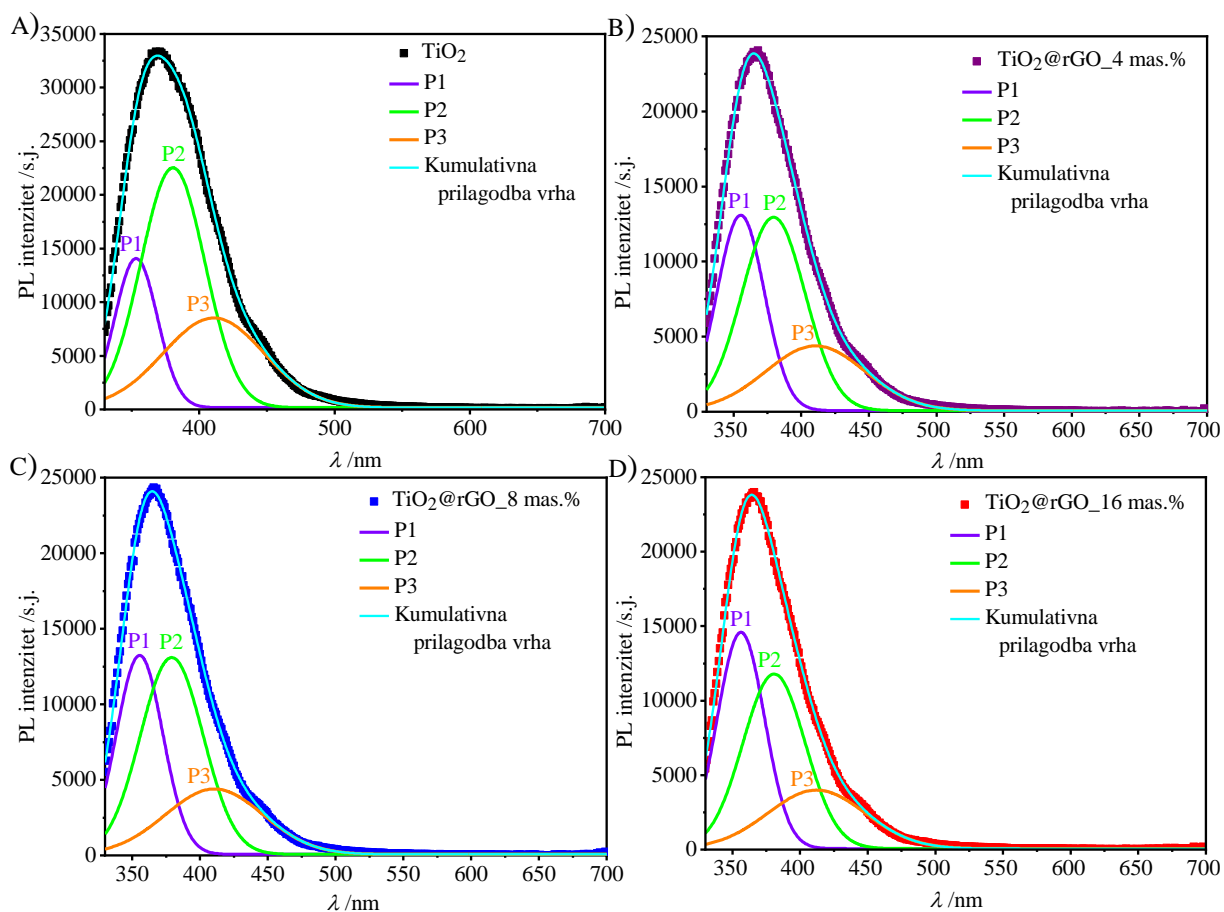 A)
PL intenzitet /s.j.
35000
30000
25000
20000
15000
10000
5000
0
TiO2
P1
P2
P3
Kumulativna
prilagodba vrha
P2
P1
P3
400
500
600
700
λ /nm
B)
PL intenzitet /s.j.
25000
20000
15000
10000
5000
0
TiO2@rGO_4 mas.%
P1
P2
P3
Kumulativna
prilagodba vrha
P1
P2
P3
350
400
450
500
550
600
650
700
λ /nm
C)
PL intenzitet /s.j.
25000
20000
15000
10000
5000
0
TiO2@rGO_8 mas.%
P1
P2
P3
Kumulativna
prilagodba vrha
P1
P2
P3
350
400
450
500
550
600
650
700
λ /nm
D)
PL intenzitet /s.j.
25000
20000
15000
10000
5000
0
TiO2@rGO_16 mas.%
P1
P2
P3
Kumulativna
prilagodba vrha
P1
P2
P3
350
400
450
500
550
600
650
700
λ /nm